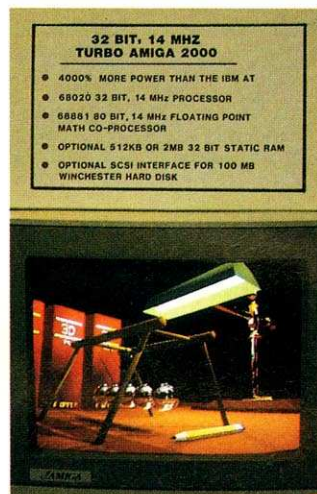 32 BIT, 14 MHZ
TURBO AMIGA 2000
● 4000% MORE POWER THAN THE IBM AT
● 68020 32 BIT, 14 MHz PROCESSOR
● 68881 80 BIT, 14 MHz FLOATING POINT
MATH CO-PROCESSOR
● OPTIONAL 512KB OR 2MB 32 BIT STATIC RAM
● OPTIONAL SCSI INTERFACE FOR 100 MB
WINCHESTER HARD DISK
3D
AMIGA